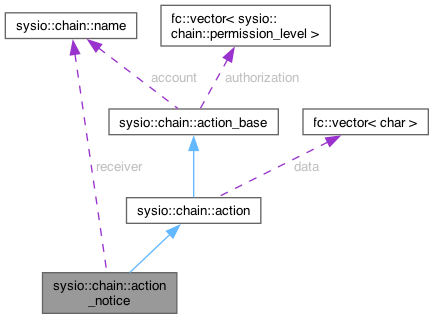 sysio::chain::name
fc::vector< sysio::
chain::permission_level >
account
authorization
sysio::chain::action_base
fc::vector< char >
receiver
data
sysio::chain::action
sysio::chain::action
_notice